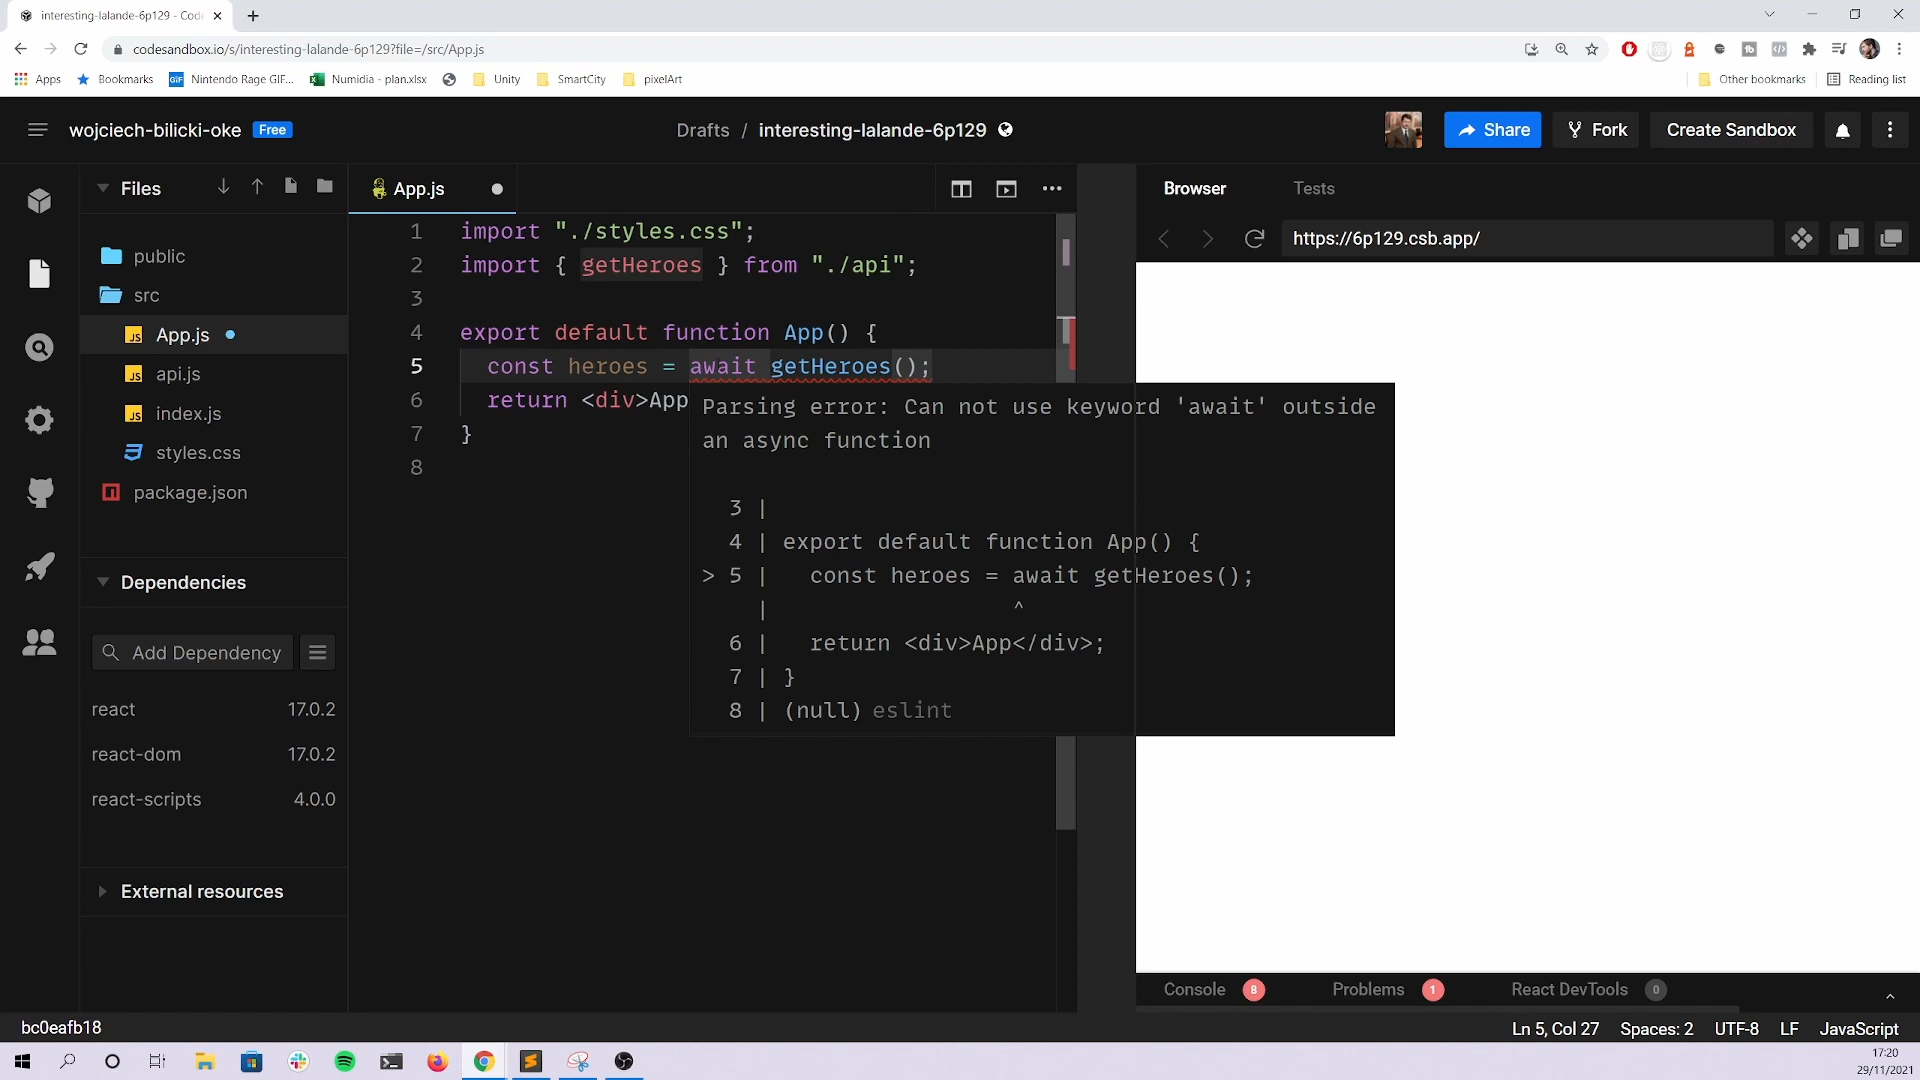 interesting-lalande-6p129 - Code
codesandbox.io/s/interesting-lalande-6p129?file=/src/App.js
Apps
Bookmarks
GIF
Nintendo Rage GIF...
Numidia - plan.xlsx
Unity
SmartCity
pixelArt
Other bookmarks
Reading list
wojciech-bilicki-oke
Free
Drafts / interesting-lalande-6p129
Share
Fork
Create Sandbox
Files
App.js
Browser
Tests
https://6p129.csb.app/
public
src
JS App.js
JS api.js
JS index.js
styles.css
package.json
1 import "./styles.css";
2 import { getHeroes } from "./api";
3
4 export default function App() {
5 const heroes = await getHeroes();
6 return <div>App
7 }
8
Parsing error: Can not use keyword 'await' outside
an async function
3 |
4 | export default function App() {
> 5 | const heroes = await getHeroes();
| ^
6 | return <div>App</div>;
7 | }
8 | (null) eslint
Dependencies
Add Dependency
react 17.0.2
react-dom 17.0.2
react-scripts 4.0.0
External resources
Console 8
Problems 1
React DevTools 0
bc0eafb18
Ln 5, Col 27
Spaces: 2
UTF-8
LF
JavaScript
17:20
29/11/2021